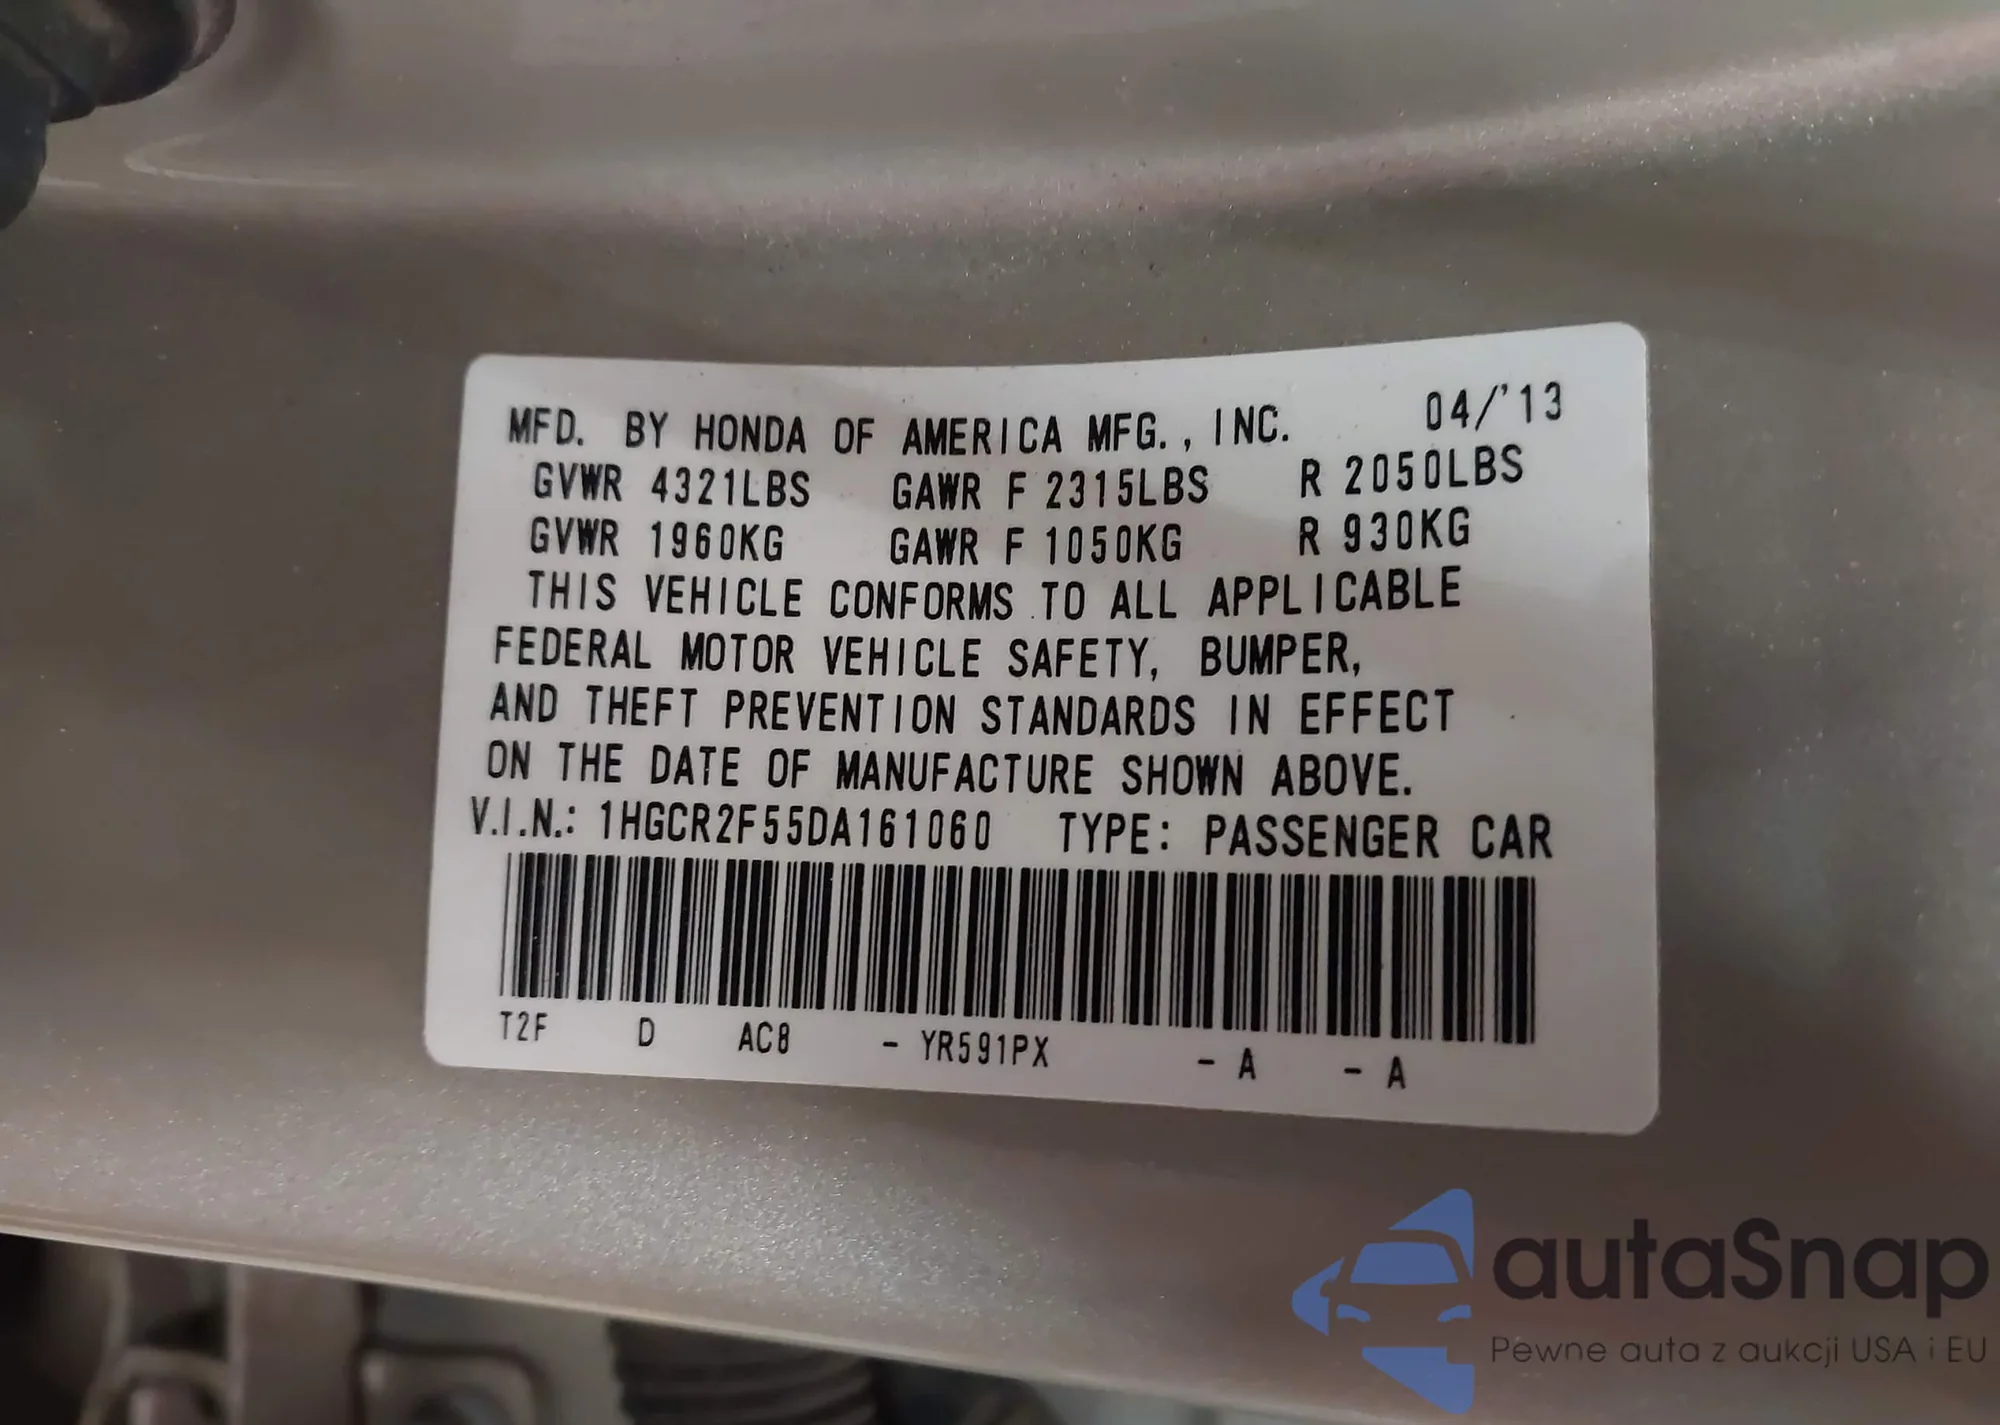 MFD. BY HONDA OF AMERICA MFG., INC. 04/'13
GVWR 4321LBS GAWR F 2315LBS R 2050LBS
GVWR 1960KG GAWR F 1050KG R 930KG
THIS VEHICLE CONFORMS TO ALL APPLICABLE
FEDERAL MOTOR VEHICLE SAFETY, BUMPER,
AND THEFT PREVENTION STANDARDS IN EFFECT
ON THE DATE OF MANUFACTURE SHOWN ABOVE.
V.I.N.: 1HGCR2F55DA161060 TYPE: PASSENGER CAR
T2F D AC8 - YR591PX - A - A
autaSnap
Pewne auta z aukcji USA i EU